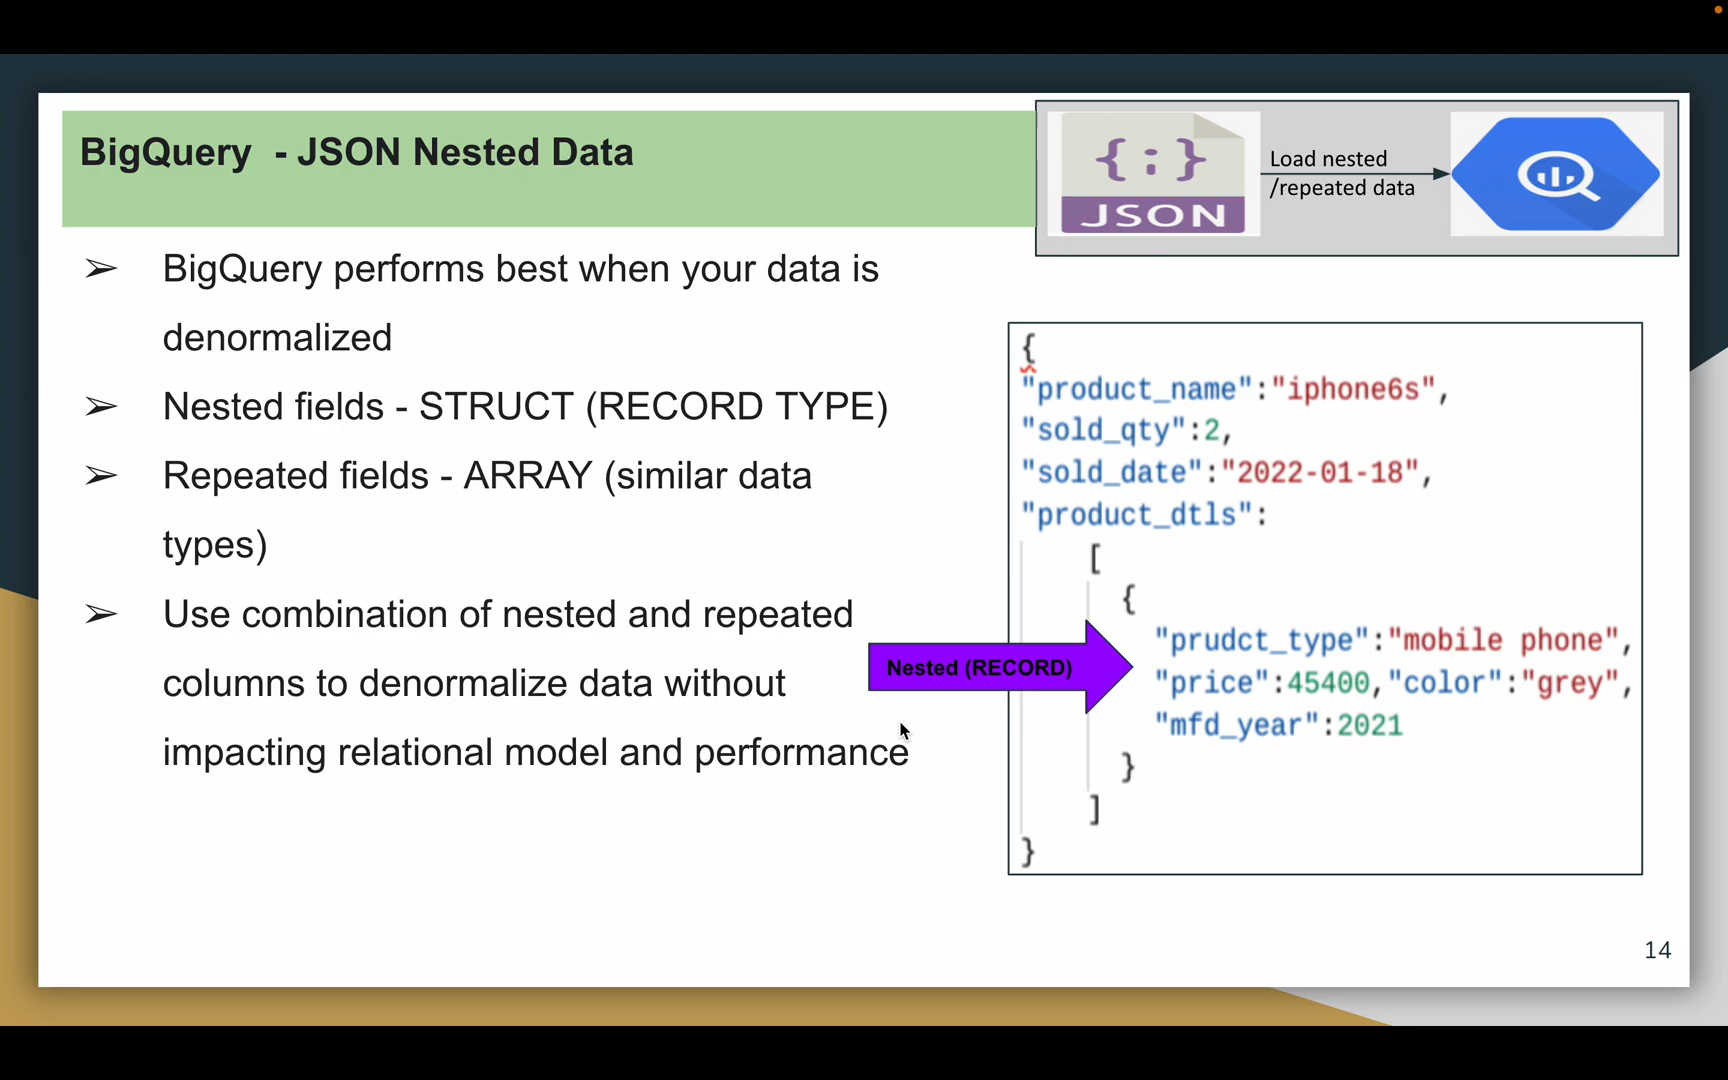 BigQuery - JSON Nested Data
{:}
JSON
Load nested
/repeated data
➢ BigQuery performs best when your data is
denormalized
➢ Nested fields - STRUCT (RECORD TYPE)
➢ Repeated fields - ARRAY (similar data
types)
➢ Use combination of nested and repeated
columns to denormalize data without
impacting relational model and performance
Nested (RECORD)
{
"product_name":"iphone6s",
"sold_qty":2,
"sold_date":"2022-01-18",
"product_dtls":
[
{
"prudct_type":"mobile phone",
"price":45400,"color":"grey",
"mfd_year":2021
}
]
}
14